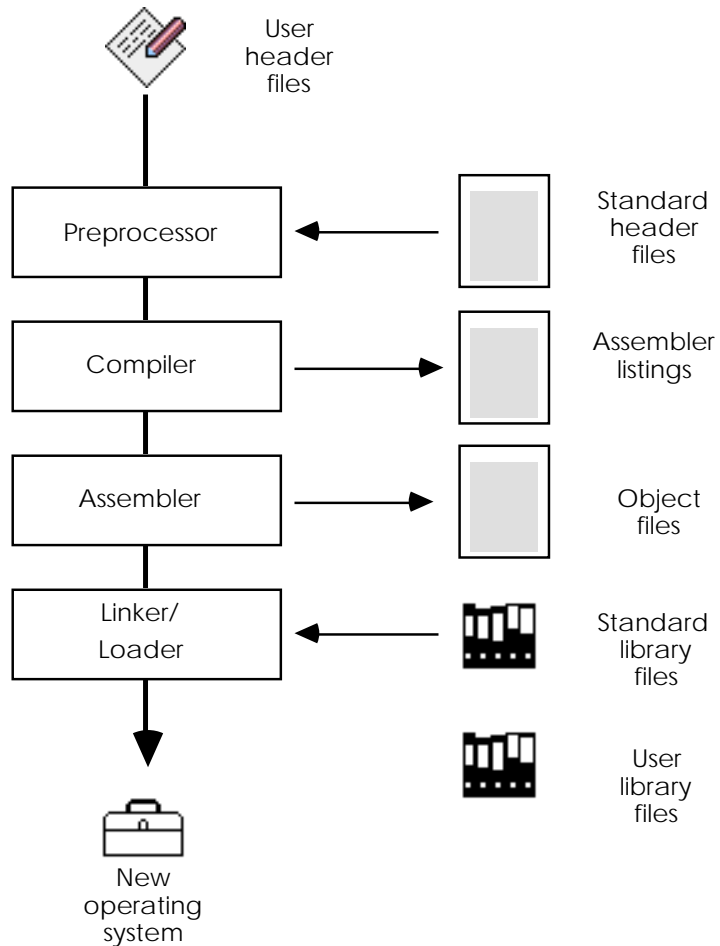 User
header
files
Preprocessor
Standard
header
files
Compiler
Assembler
listings
Assembler
Object
files
Linker/
Loader
Standard
library
files
User
library
files
New
operating
system